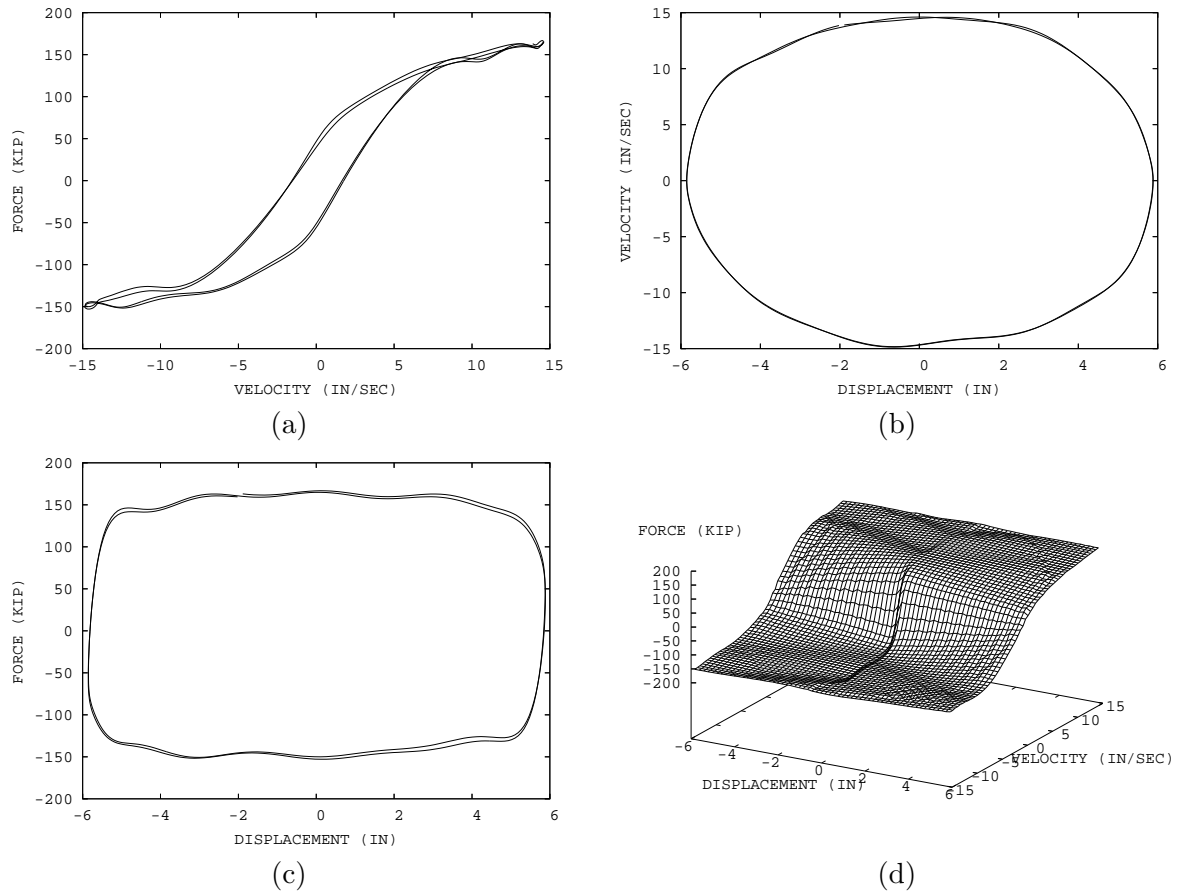 200
150
100
50
0
-50
-100
-150
-200
FORCE (KIP)
-15 -10 -5 0 5 10 15
VELOCITY (IN/SEC)
(a)
15
10
5
0
-5
-10
-15
VELOCITY (IN/SEC)
-6 -4 -2 0 2 4 6
DISPLACEMENT (IN)
(b)
200
150
100
50
0
-50
-100
-150
-200
FORCE (KIP)
-6 -4 -2 0 2 4 6
DISPLACEMENT (IN)
(c)
FORCE (KIP)
200
150
100
50
0
-50
-100
-150
-200
-6 -4 -2 0 2 4 6
DISPLACEMENT (IN)
-15 -10 -5 0 5 10 15
VELOCITY (IN/SEC)
(d)